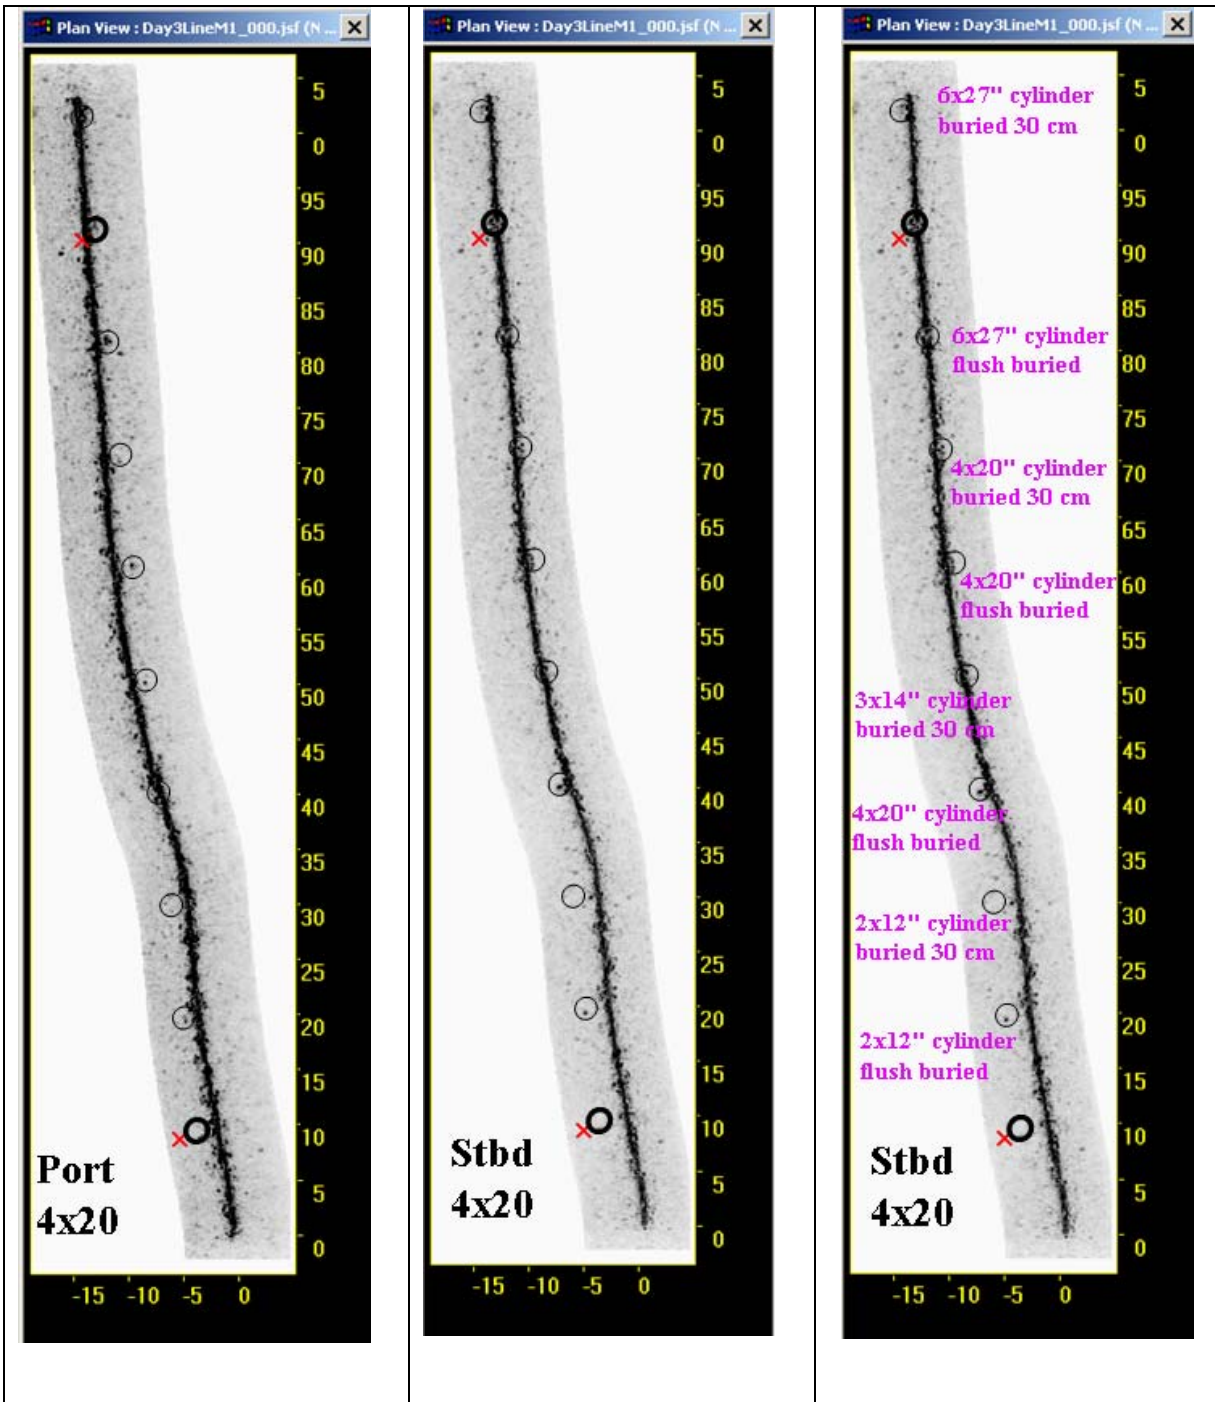 Plan View : Day3LineM1_000.jsf (N ...
5
0
95
90
85
80
75
70
65
60
55
50
45
40
35
30
25
20
15
10
5
0
Port
4x20
-15 -10 -5 0
Plan View : Day3LineM1_000.jsf (N ...
5
0
95
90
85
80
75
70
65
60
55
50
45
40
35
30
25
20
15
10
5
0
Stbd
4x20
-15 -10 -5 0
Plan View : Day3LineM1_000.jsf (N ...
6x27" cylinder
buried 30 cm
6x27" cylinder
flush buried
4x20" cylinder
buried 30 cm
4x20" cylinder
flush buried
3x14" cylinder
buried 30 cm
4x20" cylinder
flush buried
2x12" cylinder
buried 30 cm
2x12" cylinder
flush buried
5
0
95
90
85
80
75
70
65
60
55
50
45
40
35
30
25
20
15
10
5
0
Stbd
4x20
-15 -10 -5 0